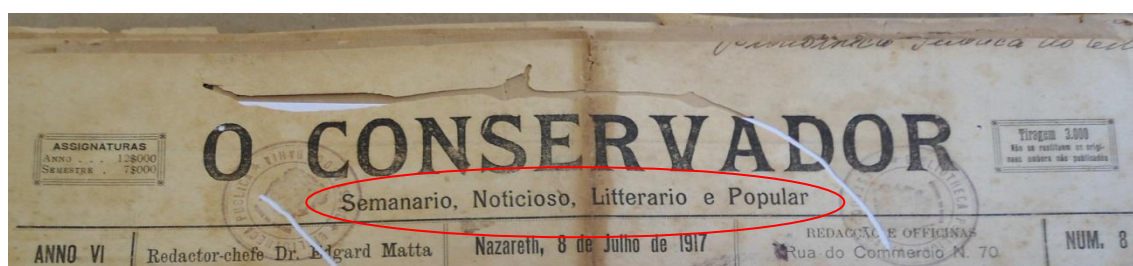 ASSIGNATURAS
ANNO . . . 12$000
SEMESTRE . 7$000
O CONSERVADOR
Tiragem 3.000
Não se restituem os origi-
naes embora não publicados
Semanario, Noticioso, Litterario e Popular
ANNO VI
Redactor-chefe Dr. Edgard Matta
Nazareth, 8 de Julho de 1917
REDACÇÃO E OFFICINAS
Rua do Commercio N. 70
NUM. 8